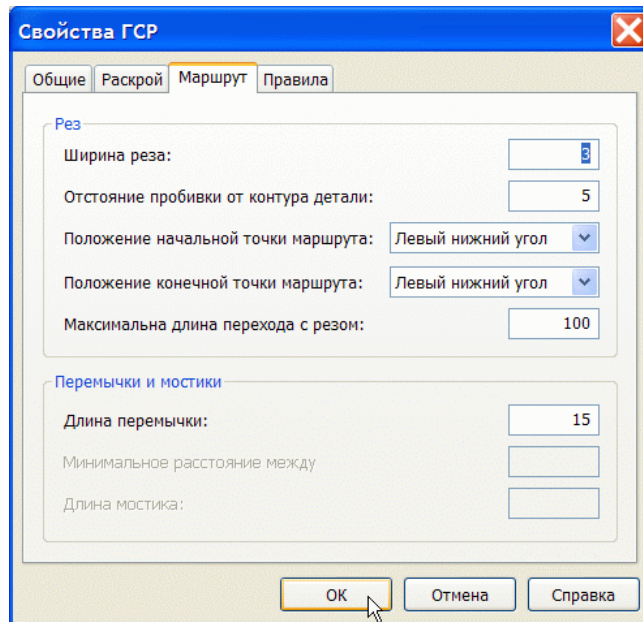 Свойства ГСР
Общие Раскрой Маршрут Правила
Рез
Ширина реза: 3
Отстояние пробивки от контура детали: 5
Положение начальной точки маршрута: Левый нижний угол
Положение конечной точки маршрута: Левый нижний угол
Максимальна длина перехода с резом: 100
Перемычки и мостики
Длина перемычки: 15
Минимальное расстояние между
Длина мостика:
ОК Отмена Справка